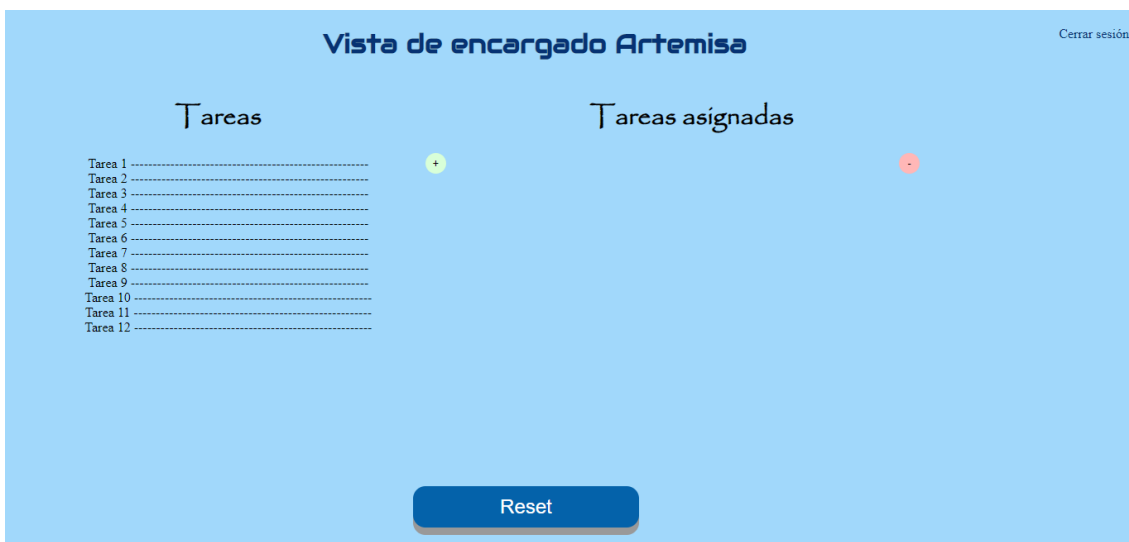 Vista de encargado Artemisa
Cerrar sesión
Tareas
Tareas asignadas
Tarea 1 ------------------------------------------------------
+
-
Tarea 2 ------------------------------------------------------
Tarea 3 ------------------------------------------------------
Tarea 4 ------------------------------------------------------
Tarea 5 ------------------------------------------------------
Tarea 6 ------------------------------------------------------
Tarea 7 ------------------------------------------------------
Tarea 8 ------------------------------------------------------
Tarea 9 ------------------------------------------------------
Tarea 10 ------------------------------------------------------
Tarea 11 ------------------------------------------------------
Tarea 12 ------------------------------------------------------
Reset